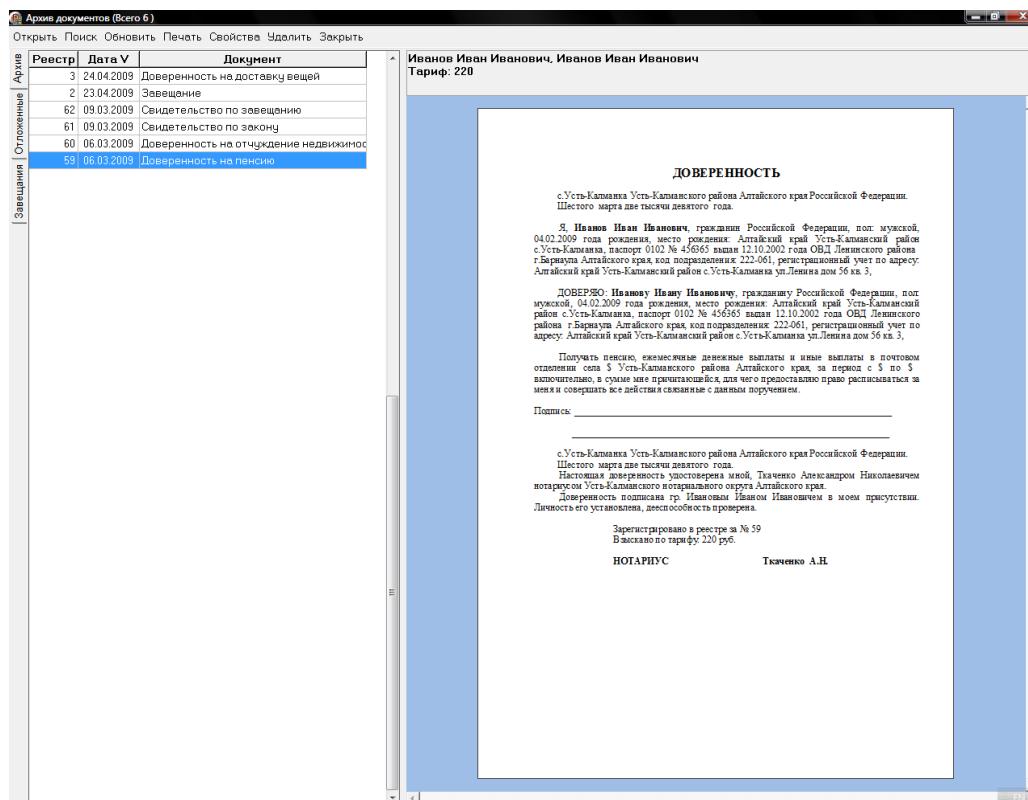 Архив документов (Всего 6 )
Открыть Поиск Обновить Печать Свойства Удалить Закрыть
Архив
Отложенные
Завещания
Реестр Дата V Документ
3 24.04.2009 Доверенность на доставку вещей
2 23.04.2009 Завещание
62 09.03.2009 Свидетельство по завещанию
61 09.03.2009 Свидетельство по закону
60 06.03.2009 Доверенность на отчуждение недвижимос
59 06.03.2009 Доверенность на пенсию
Иванов Иван Иванович, Иванов Иван Иванович
Тариф: 220
ДОВЕРЕННОСТЬ
с.Усть-Калманка Усть-Калманского района Алтайского края Российской Федерации.
Шестого марта две тысячи девятого года.
Я, Иванов Иван Иванович, гражданин Российской Федерации, пол: мужской,
04.02.2009 года рождения, место рождения: Алтайский край Усть-Калманский район
с.Усть-Калманка, паспорт 0102 № 456365 выдан 12.10.2002 года ОВД Ленинского района
г.Барнаула Алтайского края, код подразделения: 222-061, регистрационный учет по адресу:
Алтайский край Усть-Калманский район с.Усть-Калманка ул.Ленина дом 56 кв. 3,
ДОВЕРЯЮ: Иванову Ивану Ивановичу, гражданину Российской Федерации, пол:
мужской, 04.02.2009 года рождения, место рождения: Алтайский край Усть-Калманский
район с.Усть-Калманка, паспорт 0102 № 456365 выдан 12.10.2002 года ОВД Ленинского
района г.Барнаула Алтайского края, код подразделения: 222-061, регистрационный учет по
адресу: Алтайский край Усть-Калманский район с.Усть-Калманка ул.Ленина дом 56 кв. 3,
Получать пенсию, ежемесячные денежные выплаты и иные выплаты в почтовом
отделении села $ Усть-Калманского района Алтайского края, за период с $ по $
включительно, в сумме мне причитающейся, для чего предоставляю право расписываться за
меня и совершать все действия связанные с данным поручением.
Подпись:
с.Усть-Калманка Усть-Калманского района Алтайского края Российской Федерации.
Шестого марта две тысячи девятого года.
Настоящая доверенность удостоверена мной, Ткаченко Александром Николаевичем
нотариусом Усть-Калманского нотариального округа Алтайского края.
Доверенность подписана гр. Ивановым Иваном Ивановичем в моем присутствии.
Личность его установлена, дееспособность проверена.
Зарегистрировано в реестре за № 59
Взыскано по тарифу: 220 руб.
НОТАРИУС Ткаченко А.Н.